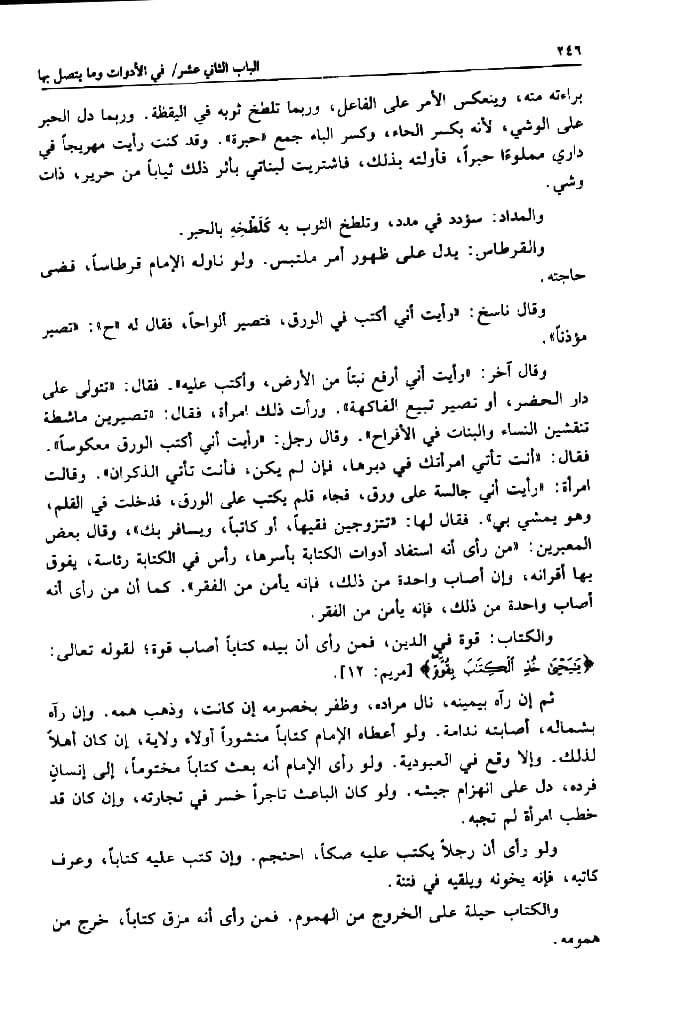 ٢٤٦
الباب الثاني عشر/ في الأدوات وما يتصل بها
براءته منه، وينعكس الأمر على الفاعل، وربما تلطخ ثوبه في اليقظة. وربما دل الحبر
على الوشي، لأنه بكسر الحاء، وكسر الباء جمع «حبرة». وقد كنت رأيت مهريجاً في
داري مملوءًا حبراً، فأولته بذلك، فاشتريت لبناتي بأثر ذلك ثياباً من حرير، ذات
وشي.
والمداد: سؤدد في مدد، وتلطخ الثوب به كَلَطْخِهِ بالحبر.
والقرطاس: يدل على ظهور أمر ملتبس. ولو ناوله الإمام قرطاساً، قضى
حاجته.
وقال ناسخ: «رأيت أني أكتب في الورق، فتصير ألواحاً، فقال له «ح»: «تصير
مؤذناً».
وقال آخر: «رأيت أني أرفع نبتاً من الأرض، وأكتب عليه». فقال: «تتولى على
دار الحضر، أو تصير تبيع الفاكهة». ورأت ذلك امرأة، فقال: «تصيرين ماشطة
تنقشين النساء والبنات في الأفراح». وقال رجل: «رأيت أني أكتب الورق معكوساً».
فقال: «أنت تأتي امرأتك في دبرها، فإن لم يكن، فأنت تأتي الذكران». وقالت
امرأة: «رأيت أني جالسة على ورق، فجاء قلم يكتب على الورق، فدخلت في القلم،
وهو يمشي بي». فقال لها: «تتزوجين فقيهاً، أو كاتباً، ويسافر بك»، وقال بعض
المعبرين: «من رأى أنه استفاد أدوات الكتابة بأسرها، رأس في الكتابة رئاسة، يفوق
بها أقرانه، وإن أصاب واحدة من ذلك، فإنه يأمن من الفقر». كما أن من رأى أنه
أصاب واحدة من ذلك، فإنه يأمن من الفقر.
والكتاب: قوة في الدين، فمن رأى أن بيده كتاباً أصاب قوة؛ لقوله تعالى:
﴿يَٰيَحْيَىٰ خُذِ ٱلْكِتَٰبَ بِقُوَّةٍ﴾ [مريم: ١٢].
ثم إن رآه بيمينه، نال مراده، وظفر بخصومه إن كانت، وذهب همه. وإن رآه
بشماله، أصابته ندامة. ولو أعطاه الإمام كتاباً منشوراً أولاء ولاية، إن كان أهلاً
لذلك. وإلا وقع في العبودية. ولو رأى الإمام أنه بعث كتاباً مختوماً، إلى إنسانٍ
فرده، دل على انهزام جيشه. ولو كان الباعث تاجراً خسر في تجارته، وإن كان قد
خطب امرأة لم تجبه.
ولو رأى أن رجلاً يكتب عليه صكاً، احتجم. وإن كتب عليه كتاباً، وعرف
كاتبه، فإنه يخونه ويلقيه في فتنة.
والكتاب حيلة على الخروج من الهموم. فمن رأى أنه مزق كتاباً، خرج من
همومه.